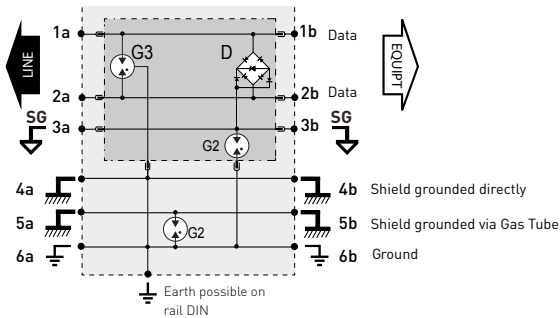 1a
G3
D
1b Data
LINE
EQUIPT
2a
2b Data
SG
3a
3b
SG
G2
4a
4b Shield grounded directly
5a
G2
5b Shield grounded via Gas Tube
6a
6b Ground
Earth possible on
rail DIN